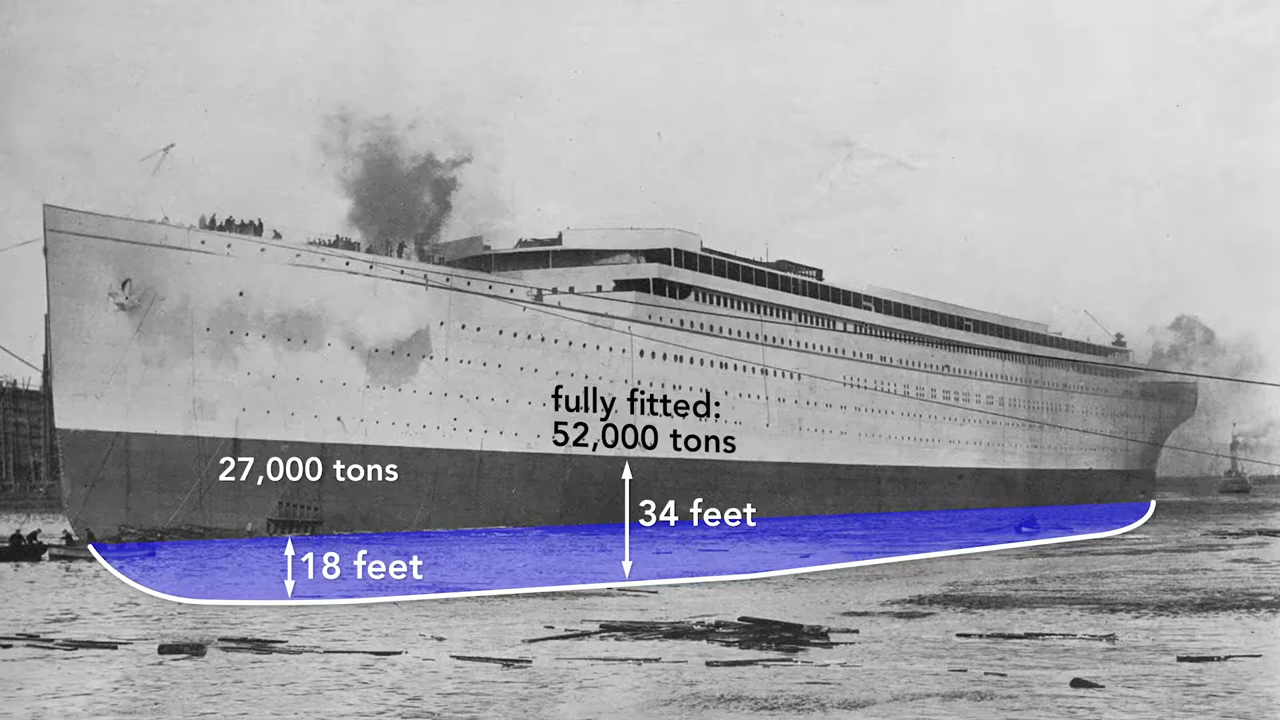 fully fitted:
52,000 tons
27,000 tons
34 feet
18 feet